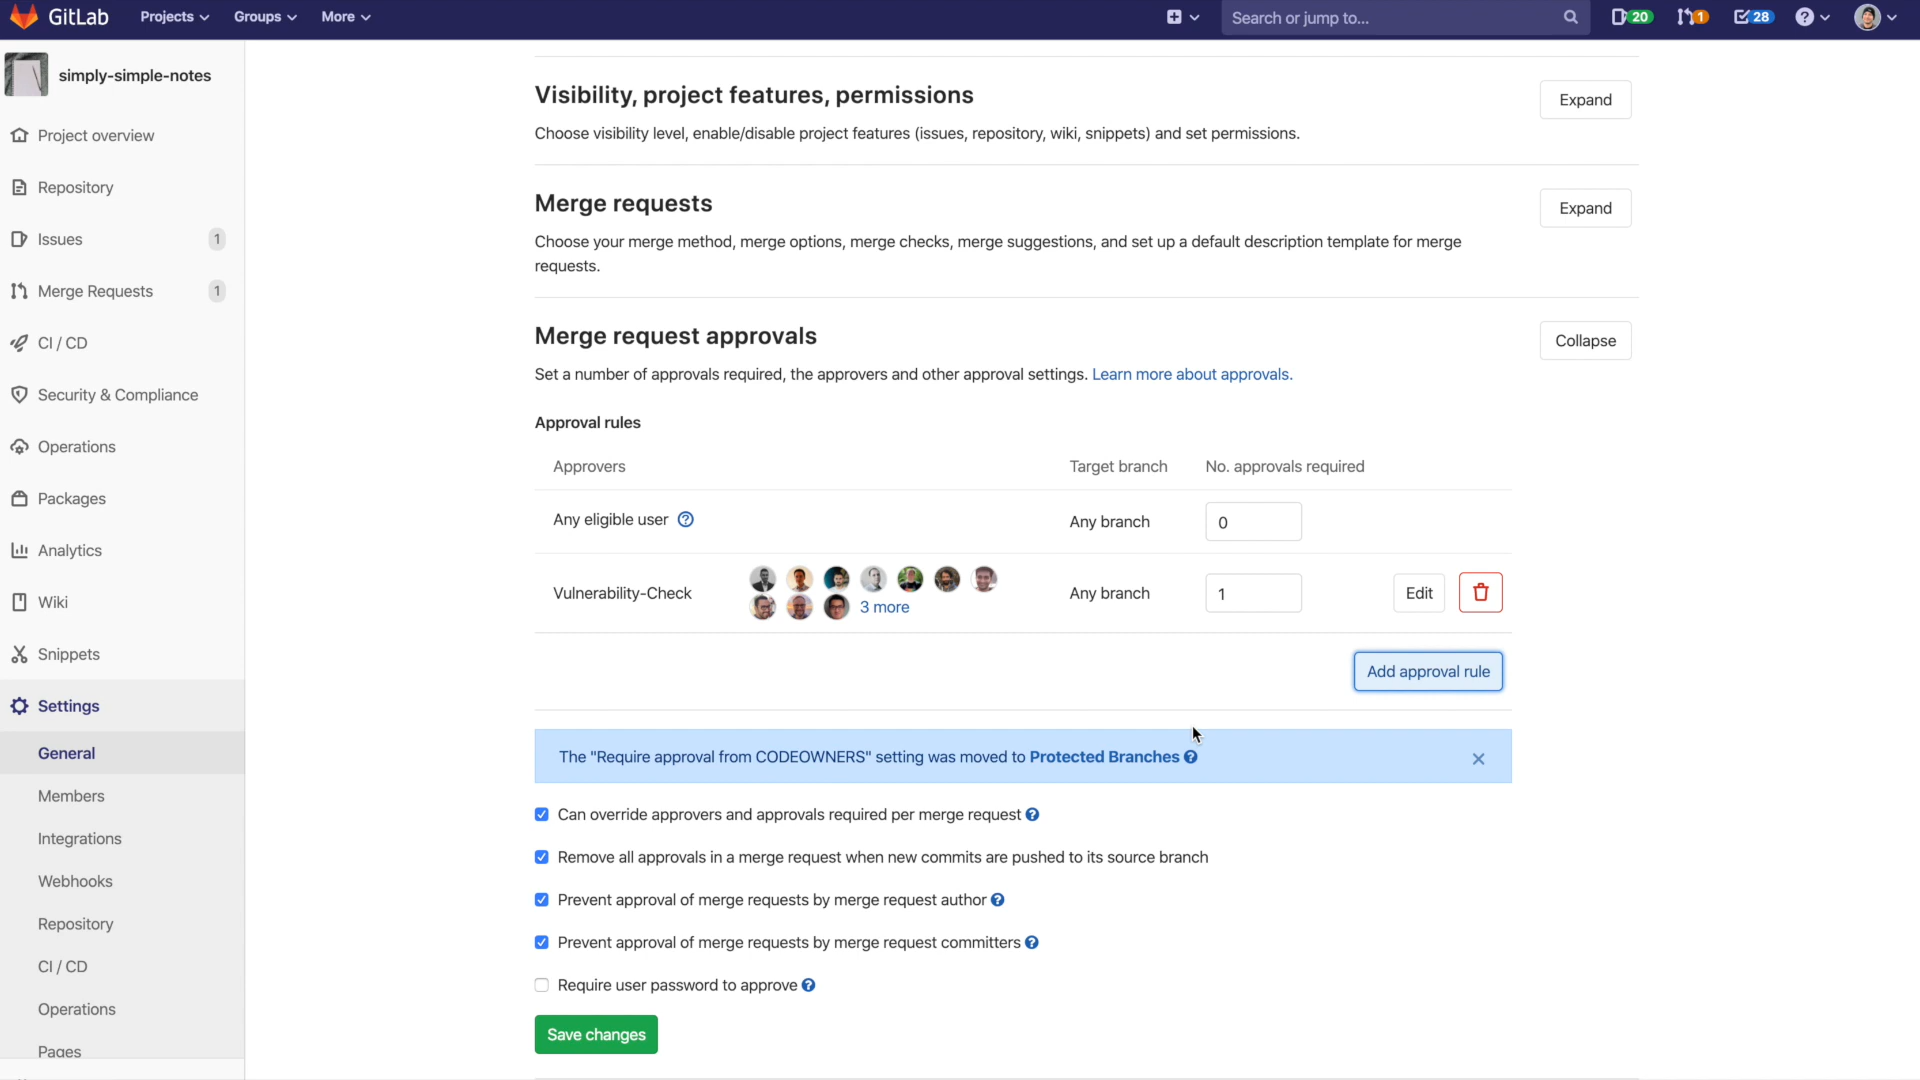 GitLab Projects Groups More Search or jump to... 20 1 28
simply-simple-notes
Project overview
Repository
Issues 1
Merge Requests 1
CI / CD
Security & Compliance
Operations
Packages
Analytics
Wiki
Snippets
Settings
General
Members
Integrations
Webhooks
Repository
CI / CD
Operations
Pages
Visibility, project features, permissions
Expand
Choose visibility level, enable/disable project features (issues, repository, wiki, snippets) and set permissions.
Merge requests
Expand
Choose your merge method, merge options, merge checks, merge suggestions, and set up a default description template for merge
requests.
Merge request approvals
Collapse
Set a number of approvals required, the approvers and other approval settings. Learn more about approvals.
Approval rules
Approvers Target branch No. approvals required
Any eligible user ? Any branch 0
Vulnerability-Check 3 more Any branch 1 Edit
Add approval rule
The "Require approval from CODEOWNERS" setting was moved to Protected Branches ?
Can override approvers and approvals required per merge request ?
Remove all approvals in a merge request when new commits are pushed to its source branch
Prevent approval of merge requests by merge request author ?
Prevent approval of merge requests by merge request committers ?
Require user password to approve ?
Save changes